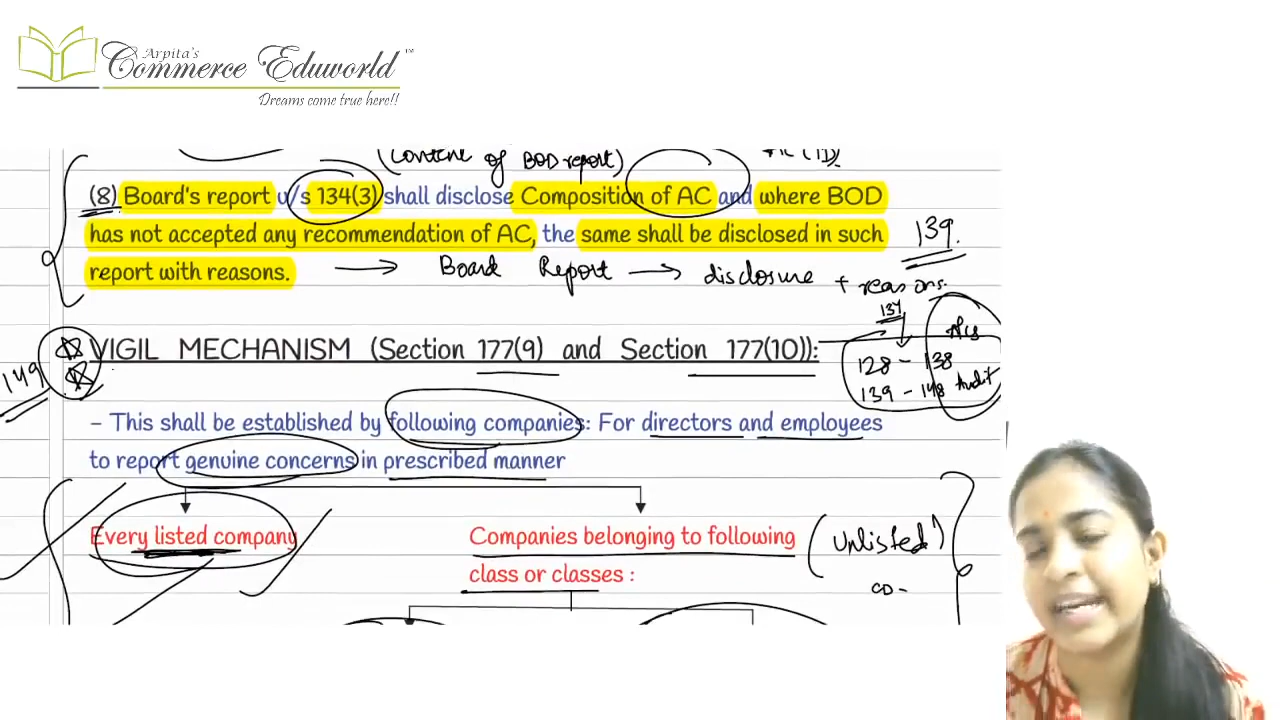 Arpita's
Commerce Eduworld™
Dreams come true here!!
(Content of BOD report)
(8) Board's report u/s 134(3) shall disclose Composition of AC and where BOD
has not accepted any recommendation of AC, the same shall be disclosed in such
139.
report with reasons. → Board Report → disclosure + reasons.
134
VIGIL MECHANISM (Section 177(9) and Section 177(10)):
149
128 - 138 A/cs
139 - 148 Audit
– This shall be established by following companies: For directors and employees
to report genuine concerns in prescribed manner
Every listed company
Companies belonging to following
class or classes :
(Unlisted)
co-